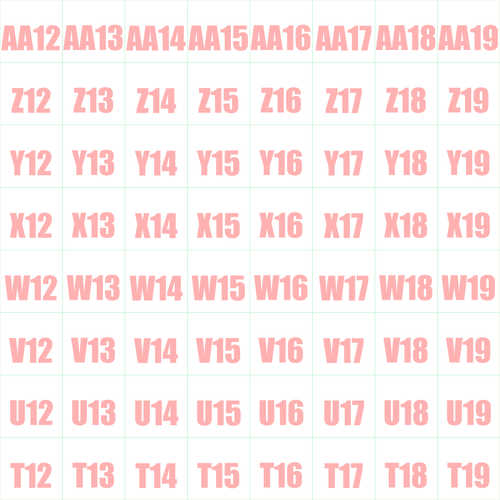 AA12 AA13 AA14 AA15 AA16 AA17 AA18 AA19
Z12 Z13 Z14 Z15 Z16 Z17 Z18 Z19
Y12 Y13 Y14 Y15 Y16 Y17 Y18 Y19
X12 X13 X14 X15 X16 X17 X18 X19
W12 W13 W14 W15 W16 W17 W18 W19
V12 V13 V14 V15 V16 V17 V18 V19
U12 U13 U14 U15 U16 U17 U18 U19
T12 T13 T14 T15 T16 T17 T18 T19